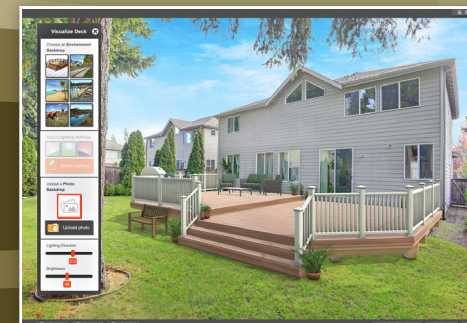 Visualize Deck
Choose an Environment
Backdrop
Upload a Photo
Backdrop
Upload photo
Lighting Direction
Brightness